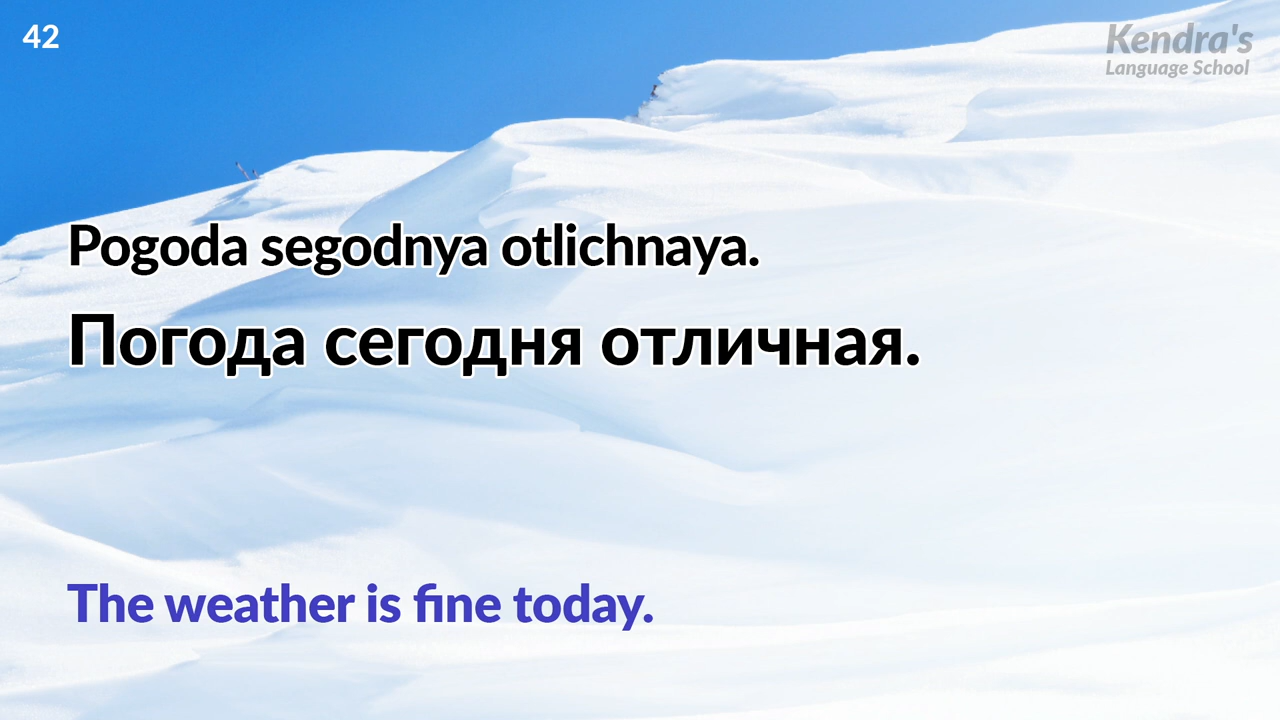 42
Kendra's
Language School
Pogoda segodnya otlichnaya.
Погода сегодня отличная.
The weather is fine today.